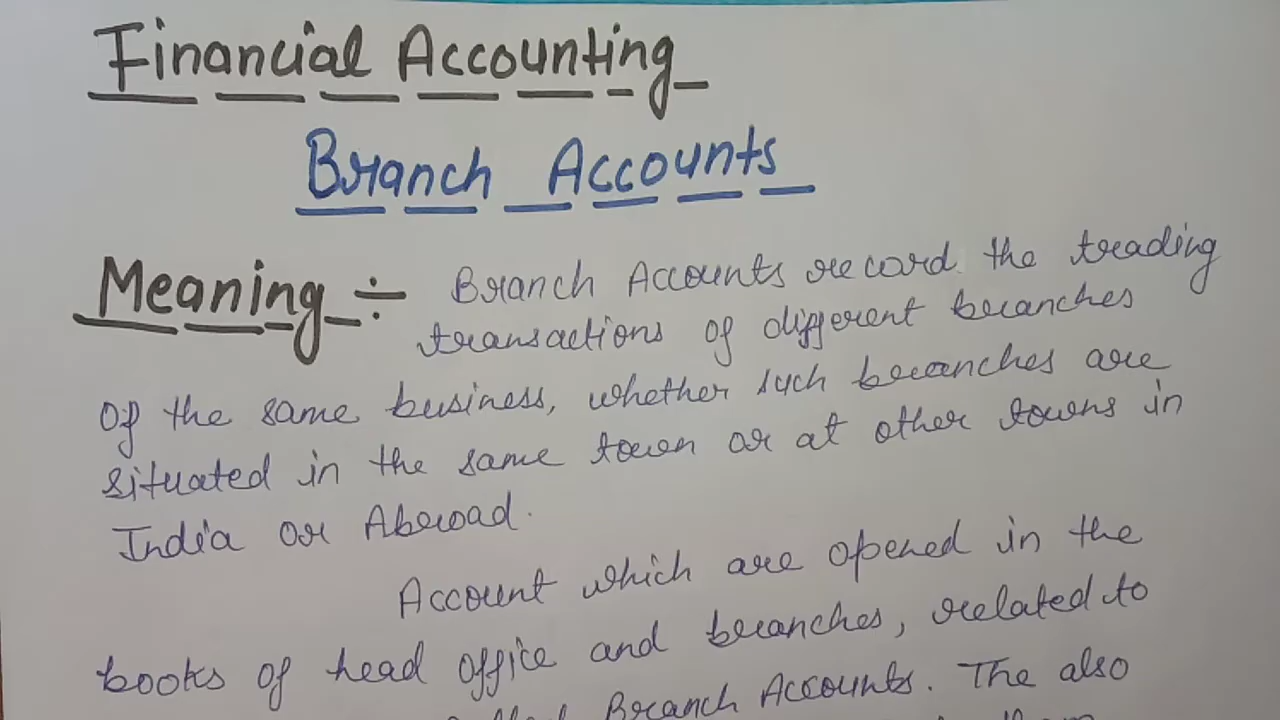 Financial Accounting
Branch Accounts
Meaning ÷ Branch Accounts record the trading
transactions of different branches
of the same business, whether such branches are
situated in the same town or at other towns in
India or Abroad.
Account which are opened in the
books of head office and branches, related to
Branch Accounts. The also